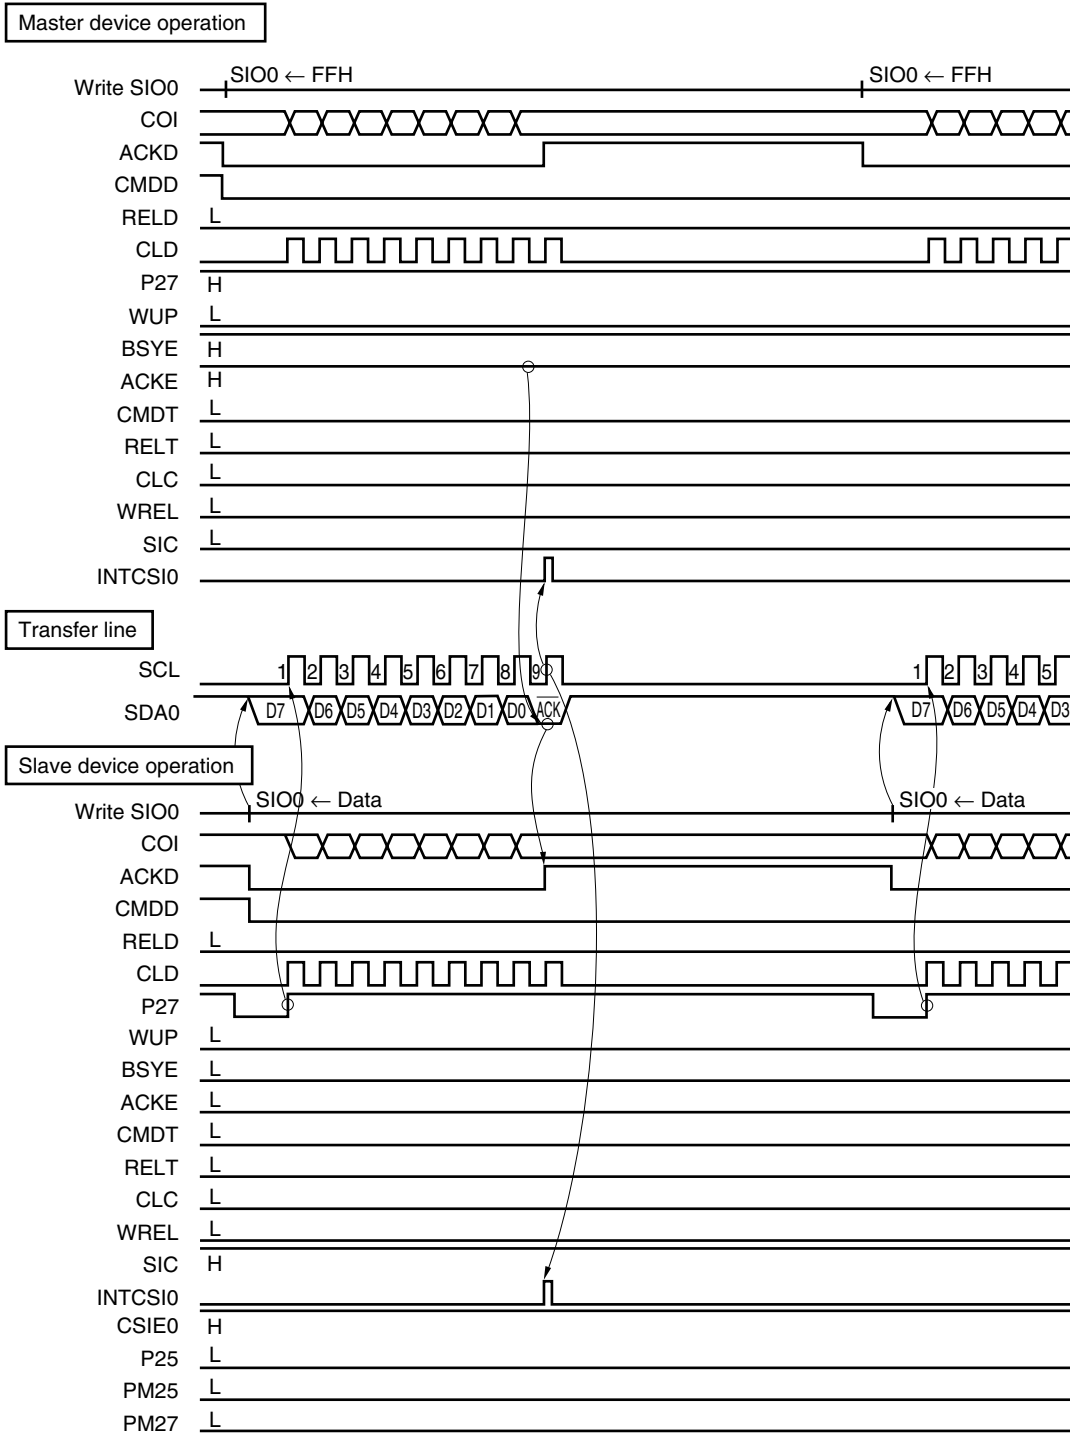 Master device operation
Write SIO0 SIO0 ← FFH SIO0 ← FFH
COI
ACKD
CMDD
RELD L
CLD
P27 H
WUP L
BSYE H
ACKE H
CMDT L
RELT L
CLC L
WREL L
SIC L
INTCSI0
Transfer line
SCL 1 2 3 4 5 6 7 8 9 1 2 3 4 5
SDA0 D7 D6 D5 D4 D3 D2 D1 D0 A̅C̅K̅ D7 D6 D5 D4 D3
Slave device operation
Write SIO0 SIO0 ← Data SIO0 ← Data
COI
ACKD
CMDD
RELD L
CLD
P27
WUP L
BSYE L
ACKE L
CMDT L
RELT L
CLC L
WREL L
SIC H
INTCSI0
CSIE0 H
P25 L
PM25 L
PM27 L